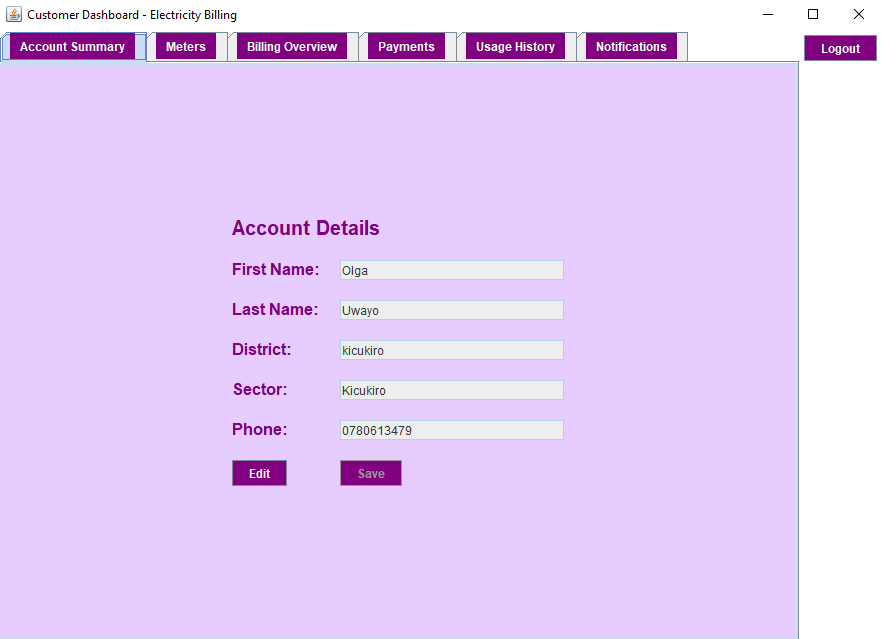 Customer Dashboard - Electricity Billing
Account Summary Meters Billing Overview Payments Usage History Notifications Logout
Account Details
First Name: Olga
Last Name: Uwayo
District: kicukiro
Sector: Kicukiro
Phone: 0780613479
Edit Save